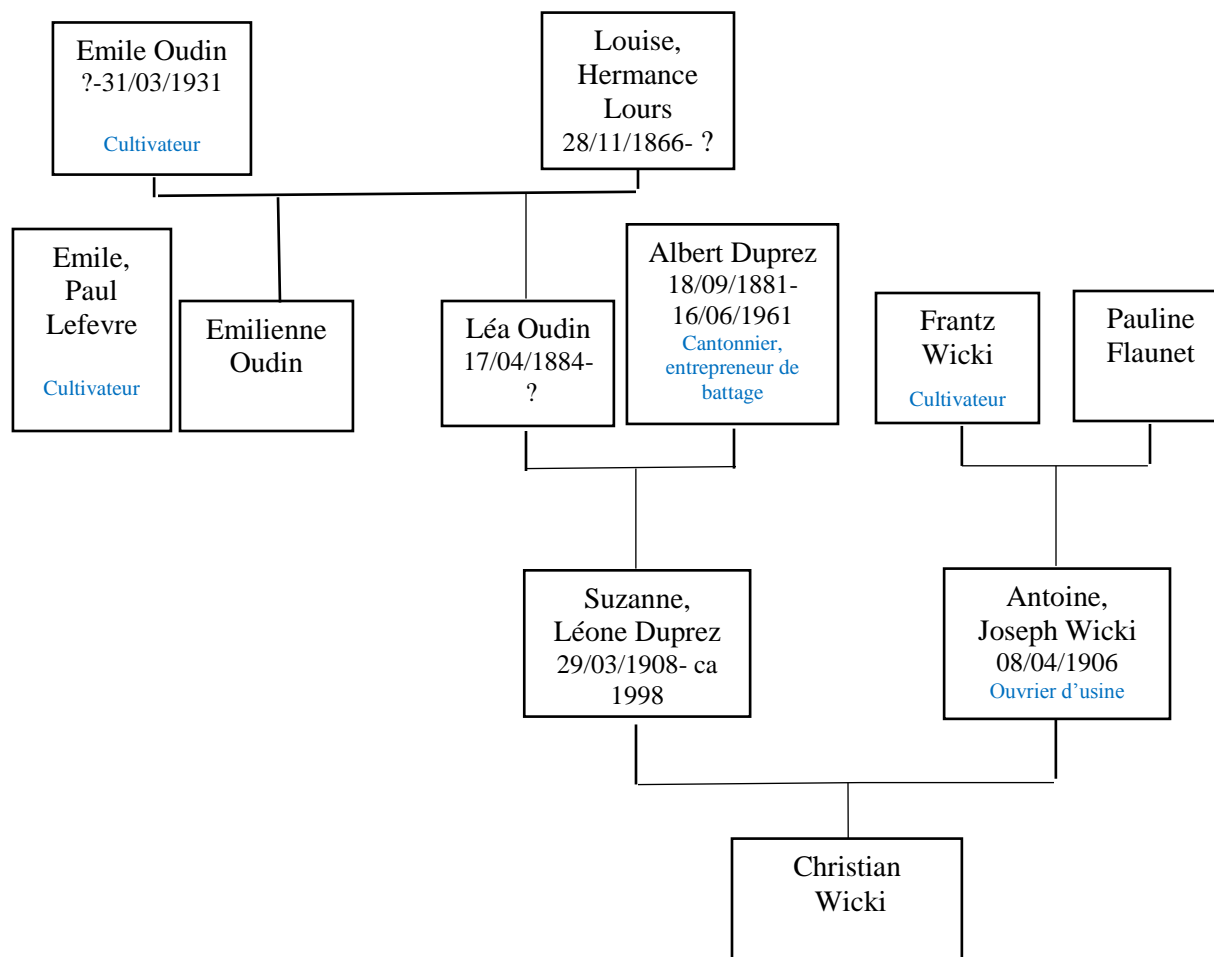 Emile Oudin
?-31/03/1931
Cultivateur
Louise,
Hermance
Lours
28/11/1866- ?
Emile,
Paul
Lefevre
Cultivateur
Emilienne
Oudin
Léa Oudin
17/04/1884-
?
Albert Duprez
18/09/1881-
16/06/1961
Cantonnier,
entrepreneur de
battage
Frantz
Wicki
Cultivateur
Pauline
Flaunet
Suzanne,
Léone Duprez
29/03/1908- ca
1998
Antoine,
Joseph Wicki
08/04/1906
Ouvrier d’usine
Christian
Wicki